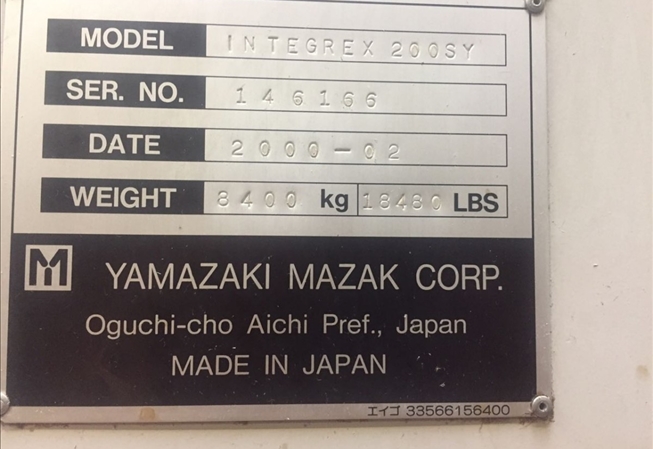 MODEL INTEGREX 200SY
SER. NO. 146166
DATE 2000-02
WEIGHT 8400 kg 18480 LBS
M YAMAZAKI MAZAK CORP.
Oguchi-cho Aichi Pref., Japan
MADE IN JAPAN
エイゴ 33566156400